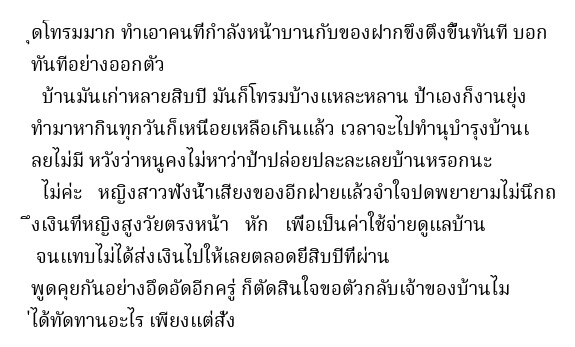 ุดโทรมมาก ทำเอาคนที่กำลังหน้าบานกับของฝากขึงตึงขึ้นทันที บอก
ทันทีอย่างออกตัว
บ้านมันเก่าหลายสิบปี มันก็โทรมบ้างแหละหลาน ป้าเองก็งานยุ่ง
ทำมาหากินทุกวันก็เหนื่อยเหลือเกินแล้ว เวลาจะไปทำนุบำรุงบ้านเ
ลยไม่มี หวังว่าหนูคงไม่หาว่าป้าปล่อยปละละเลยบ้านหรอกนะ
ไม่ค่ะ หญิงสาวฟังน้ำเสียงของอีกฝ่ายแล้วจำใจปดพยายามไม่นึกถ
ึงเงินที่หญิงสูงวัยตรงหน้า หัก เพื่อเป็นค่าใช้จ่ายดูแลบ้าน
จนแทบไม่ได้ส่งเงินไปให้เลยตลอดยี่สิบปีที่ผ่าน
พูดคุยกันอย่างอึดอัดอีกครู่ ก็ตัดสินใจขอตัวกลับเจ้าของบ้านไม
่ได้ทัดทานอะไร เพียงแต่สั่ง